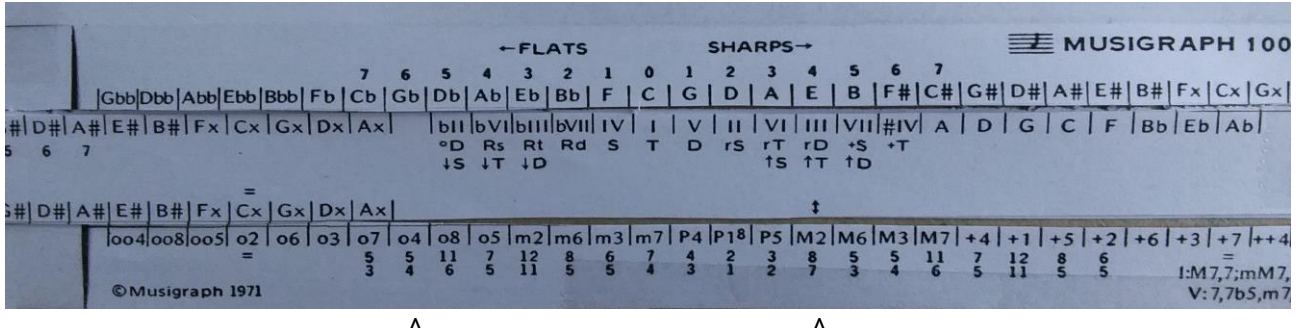 ←FLATS SHARPS→ MUSIGRAPH 100
7 6 5 4 3 2 1 0 1 2 3 4 5 6 7
|Gbb|Dbb|Abb|Ebb|Bbb|Fb|Cb|Gb|Db|Ab|Eb|Bb|F|C|G|D|A|E|B|F#|C#|G#|D#|A#|E#|B#|Fx|Cx|Gx|
#|D#|A#|E#|B#|Fx|Cx|Gx|Dx|Ax| |bII|bVI|bIII|bVII|IV|I|V|II|VI|III|VII|#IV|A|D|G|C|F|Bb|Eb|Ab|
5 6 7 °D Rs Rt Rd S T D rS rT rD +S +T
↓S ↓T ↓D ↑S ↑T ↑D
=
G#|D#|A#|E#|B#|Fx|Cx|Gx|Dx|Ax| ↕
|oo4|oo8|oo5|o2|o6|o3|o7|o4|o8|o5|m2|m6|m3|m7|P4|P1⁸|P5|M2|M6|M3|M7|+4|+1|+5|+2|+6|+3|+7|++4
= 5 5 11 7 12 8 6 7 4 2 3 8 5 5 11 7 12 8 6 =
3 4 6 5 11 5 5 4 3 1 2 7 3 4 6 5 11 5 5 I:M7,7;mM7,
©Musigraph 1971 V:7,7b5,m7,
^ ^